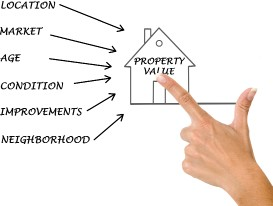 LOCATION
MARKET
AGE
CONDITION
IMPROVEMENTS
NEIGHBORHOOD
PROPERTY
VALUE